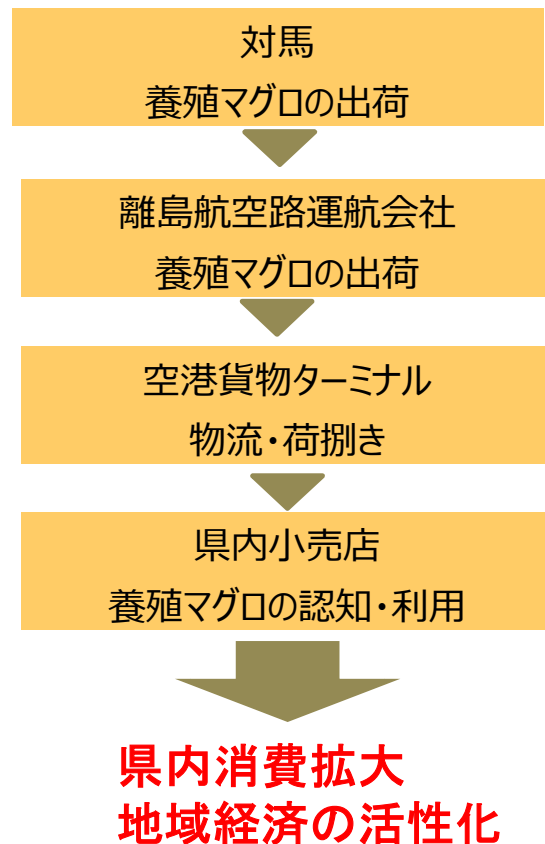 対馬
養殖マグロの出荷
離島航空路運航会社
養殖マグロの出荷
空港貨物ターミナル
物流・荷捌き
県内小売店
養殖マグロの認知・利用
県内消費拡大
地域経済の活性化